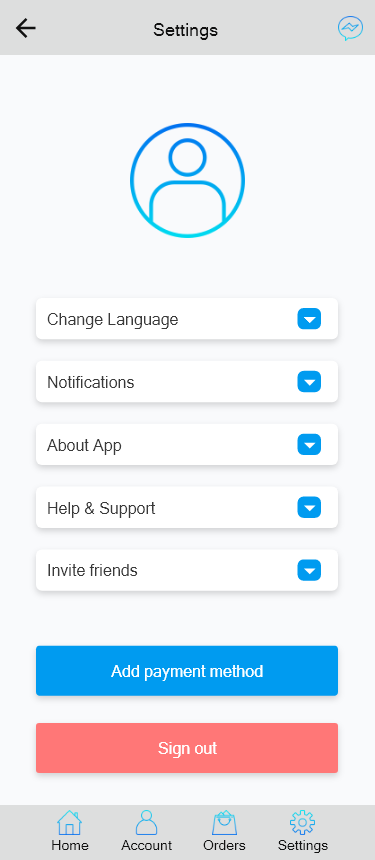 Settings
Change Language
Notifications
About App
Help & Support
Invite friends
Add payment method
Sign out
Home Account Orders Settings